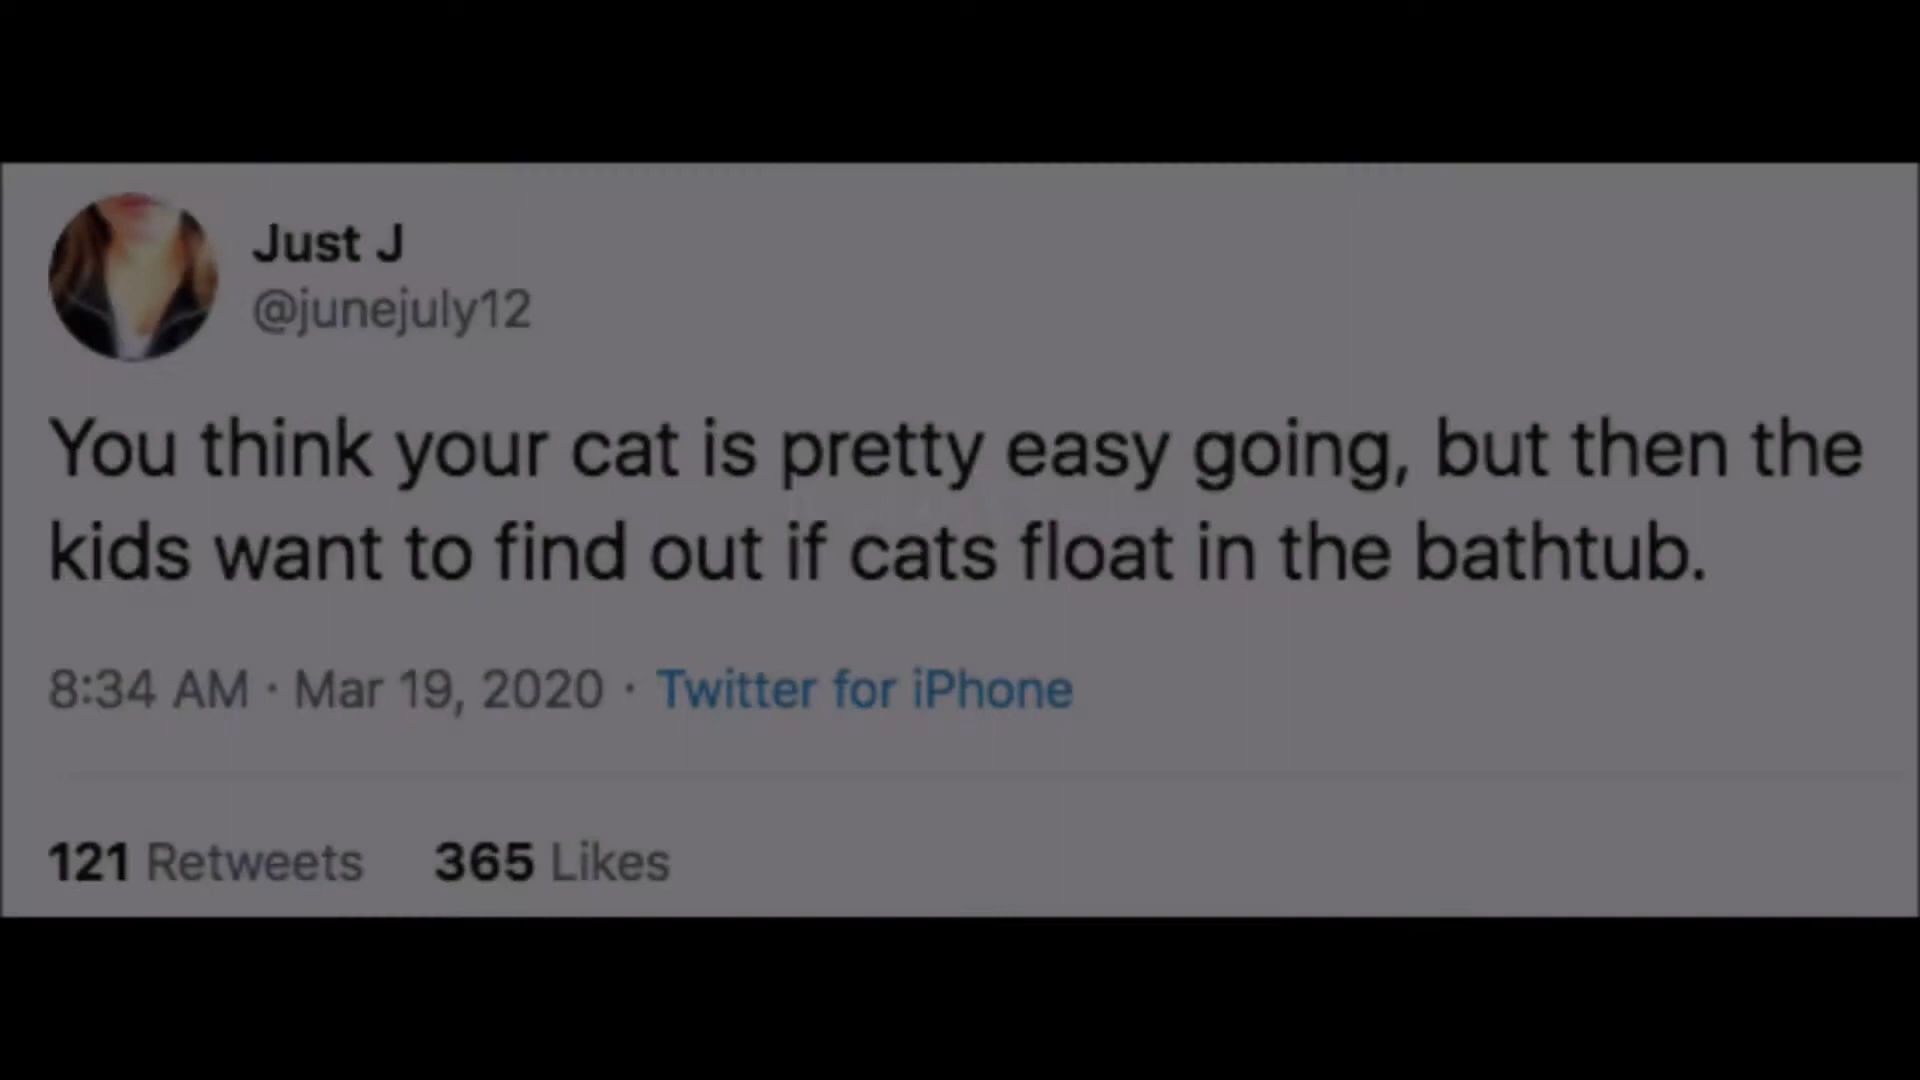 Just J
@junejuly12
You think your cat is pretty easy going, but then the
kids want to find out if cats float in the bathtub.
8:34 AM · Mar 19, 2020 · Twitter for iPhone
121 Retweets 365 Likes